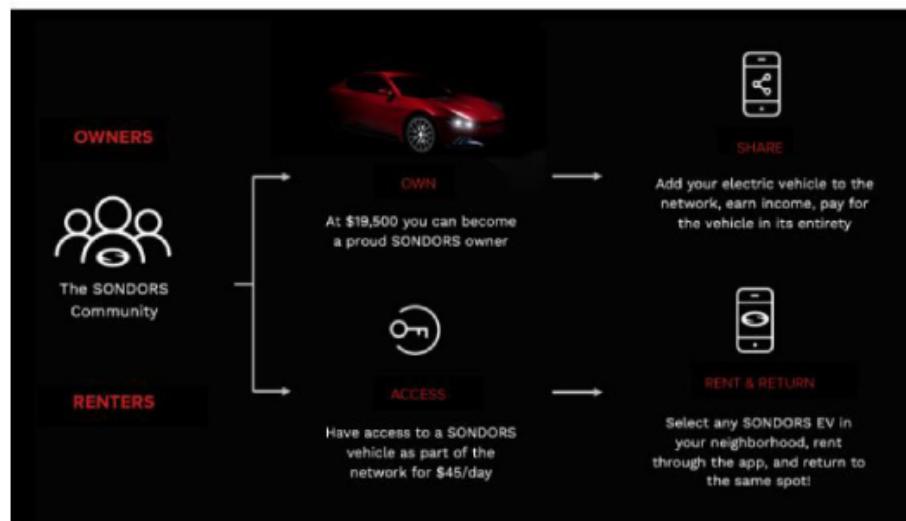 OWNERS
The SONDORS
Community
RENTERS
OWN
At $19,500 you can become
a proud SONDORS owner
SHARE
Add your electric vehicle to the
network, earn income, pay for
the vehicle in its entirety
ACCESS
Have access to a SONDORS
vehicle as part of the
network for $45/day
RENT & RETURN
Select any SONDORS EV in
your neighborhood, rent
through the app, and return to
the same spot!